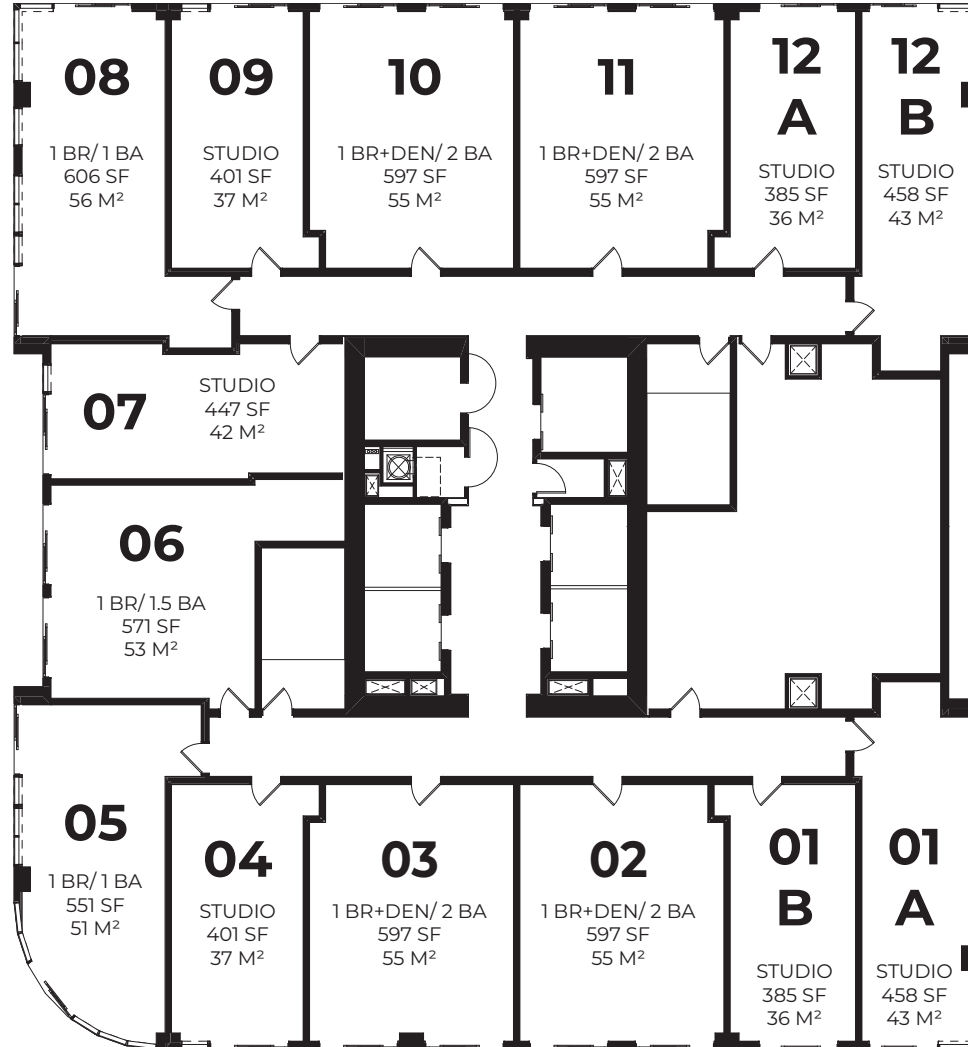 08
1 BR/ 1 BA
606 SF
56 M²
09
STUDIO
401 SF
37 M²
10
1 BR+DEN/ 2 BA
597 SF
55 M²
11
1 BR+DEN/ 2 BA
597 SF
55 M²
12
A
STUDIO
385 SF
36 M²
12
B
STUDIO
458 SF
43 M²
07
STUDIO
447 SF
42 M²
06
1 BR/ 1.5 BA
571 SF
53 M²
05
1 BR/ 1 BA
551 SF
51 M²
04
STUDIO
401 SF
37 M²
03
1 BR+DEN/ 2 BA
597 SF
55 M²
02
1 BR+DEN/ 2 BA
597 SF
55 M²
01
B
STUDIO
385 SF
36 M²
01
A
STUDIO
458 SF
43 M²